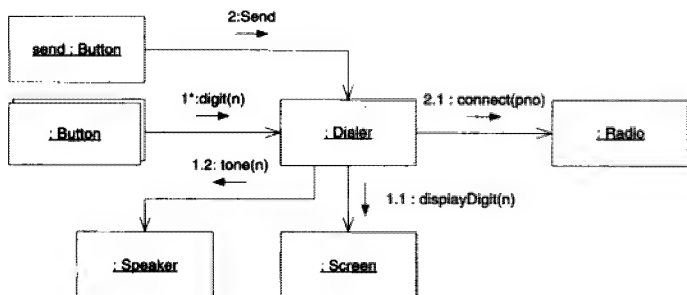 2:Send
send : Button
1*:digit(n)
2.1 : connect(pno)
: Button
: Dialer
: Radio
1.2: tone(n)
1.1 : displayDigit(n)
: Speaker
: Screen